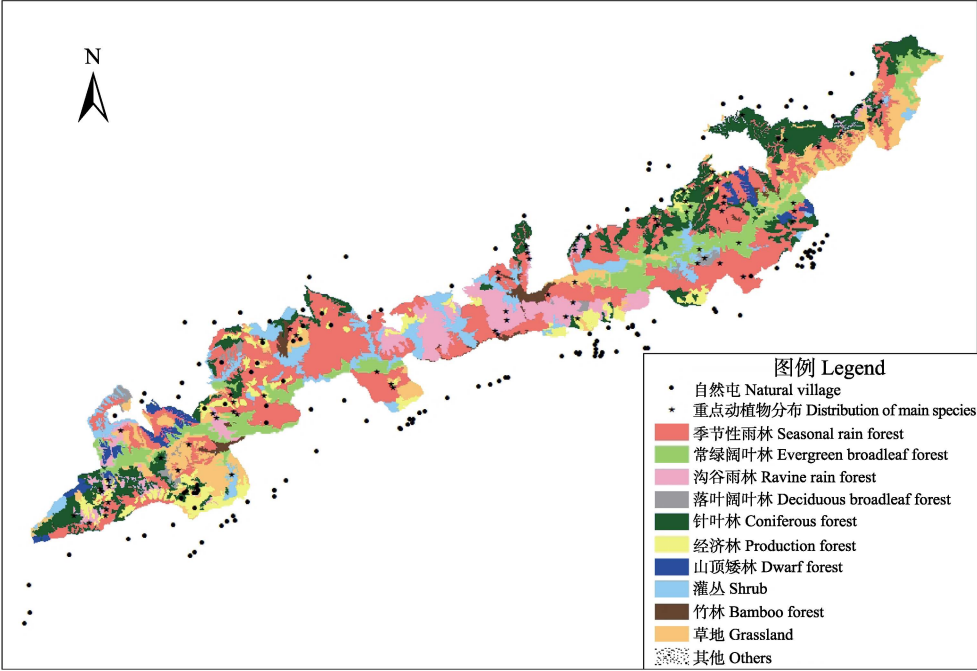 N
图例 Legend
自然屯 Natural village
重点动植物分布 Distribution of main species
季节性雨林 Seasonal rain forest
常绿阔叶林 Evergreen broadleaf forest
沟谷雨林 Ravine rain forest
落叶阔叶林 Deciduous broadleaf forest
针叶林 Coniferous forest
经济林 Production forest
山顶矮林 Dwarf forest
灌丛 Shrub
竹林 Bamboo forest
草地 Grassland
其他 Others